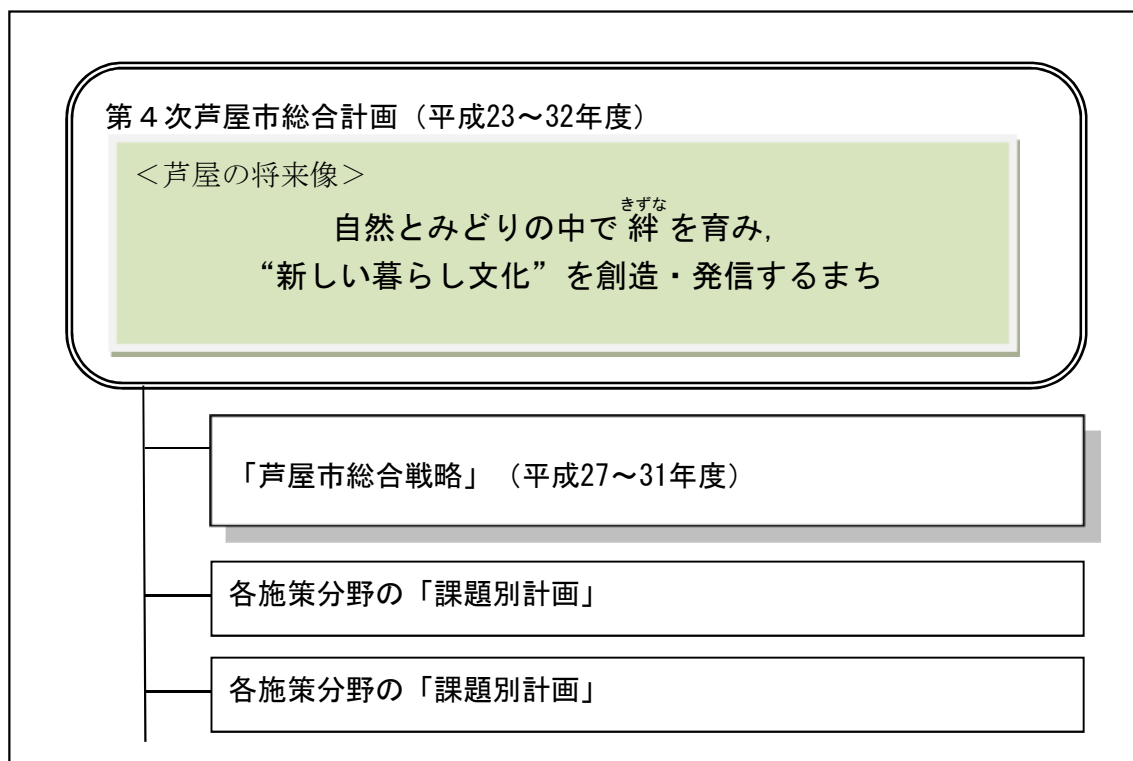 第４次芦屋市総合計画（平成23～32年度）
＜芦屋の将来像＞
きずな
自然とみどりの中で絆を育み,
“新しい暮らし文化”を創造・発信するまち
「芦屋市総合戦略」（平成27～31年度）
各施策分野の「課題別計画」
各施策分野の「課題別計画」